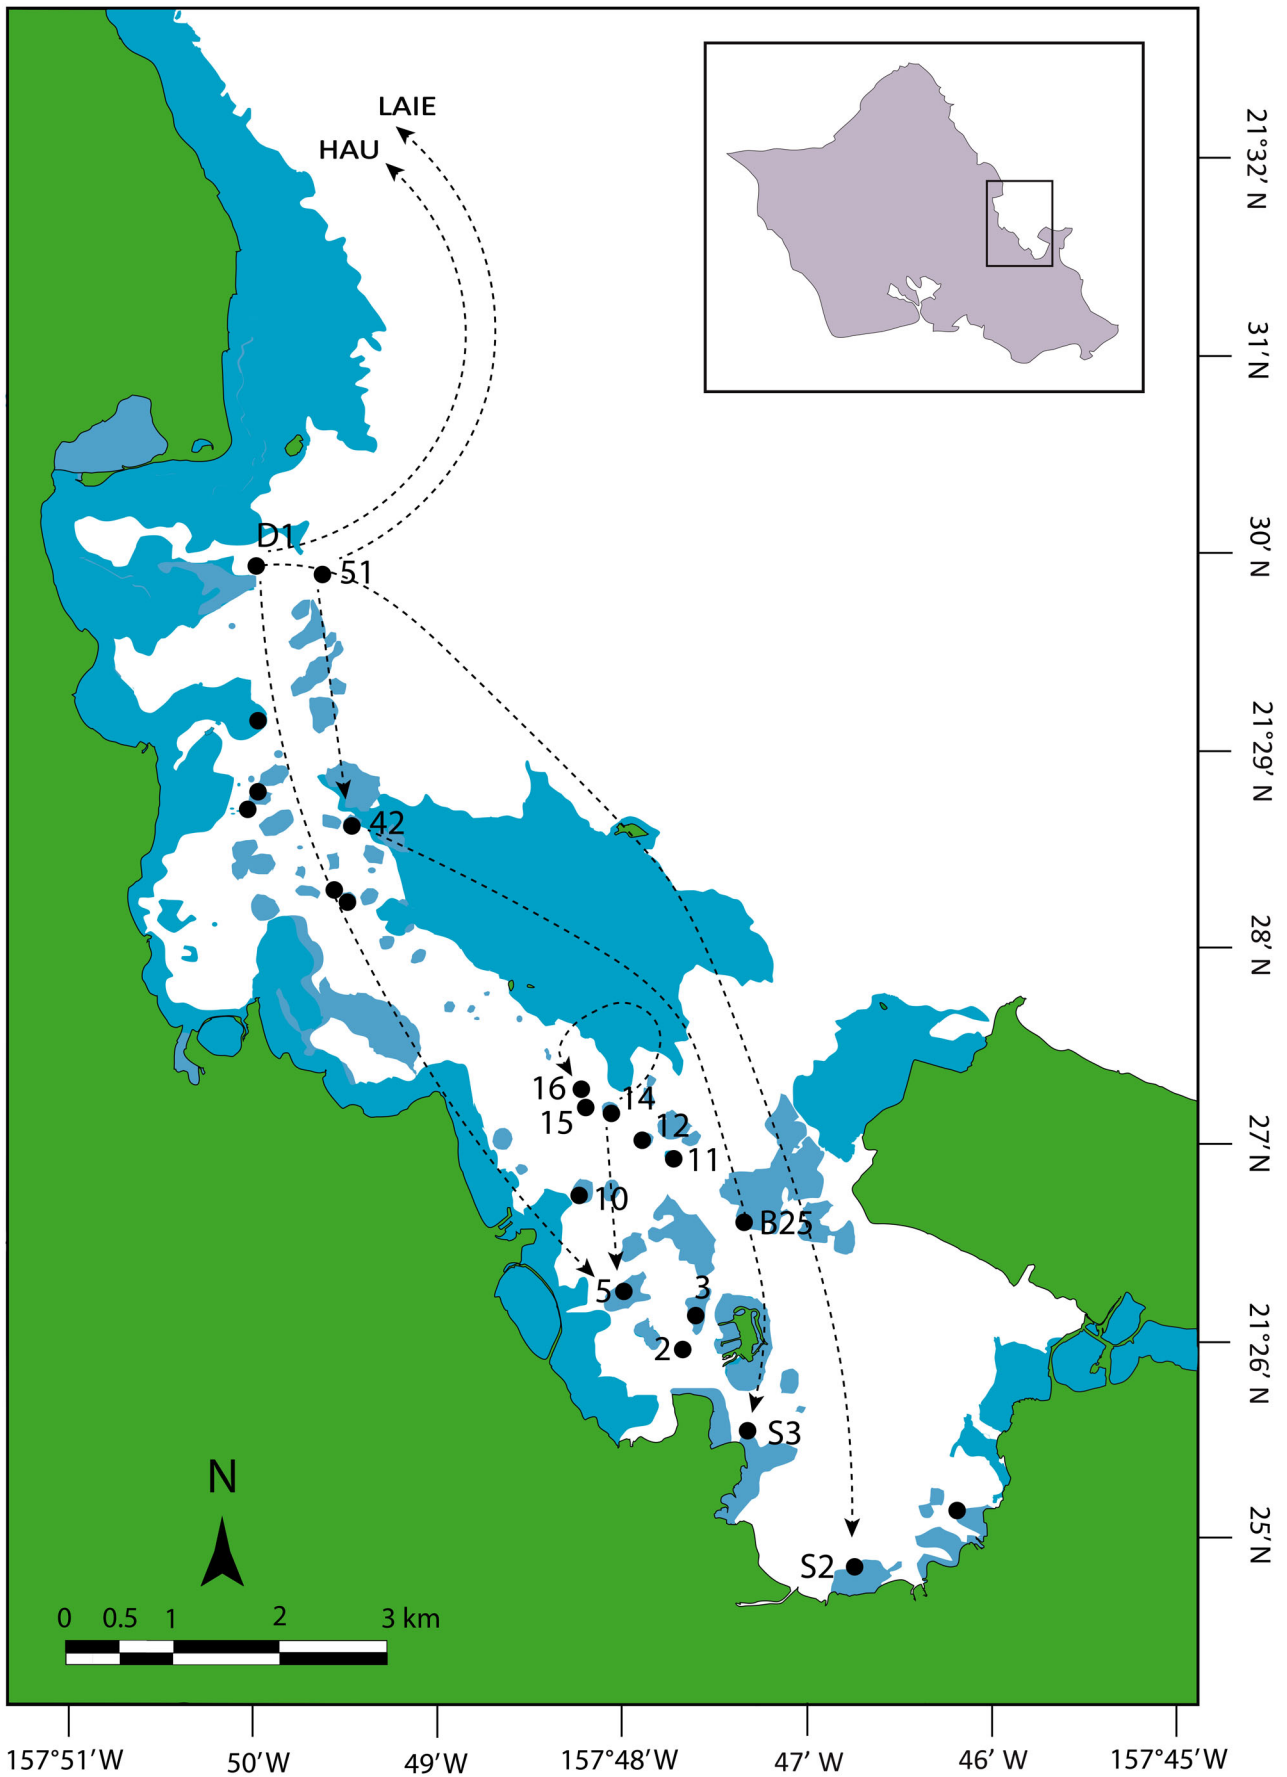 LAIE
HAU
21°32′ N
31′N
D1
30′ N
51
21°29′ N
42
28′ N
16
14
15
12
11
27′N
10
B25
5
3
2
21°26′ N
S3
N
25′N
S2
0 0.5 1 2 3 km
157°51′W 50′W 49′W 157°48′W 47′W 46′ W 157°45′W